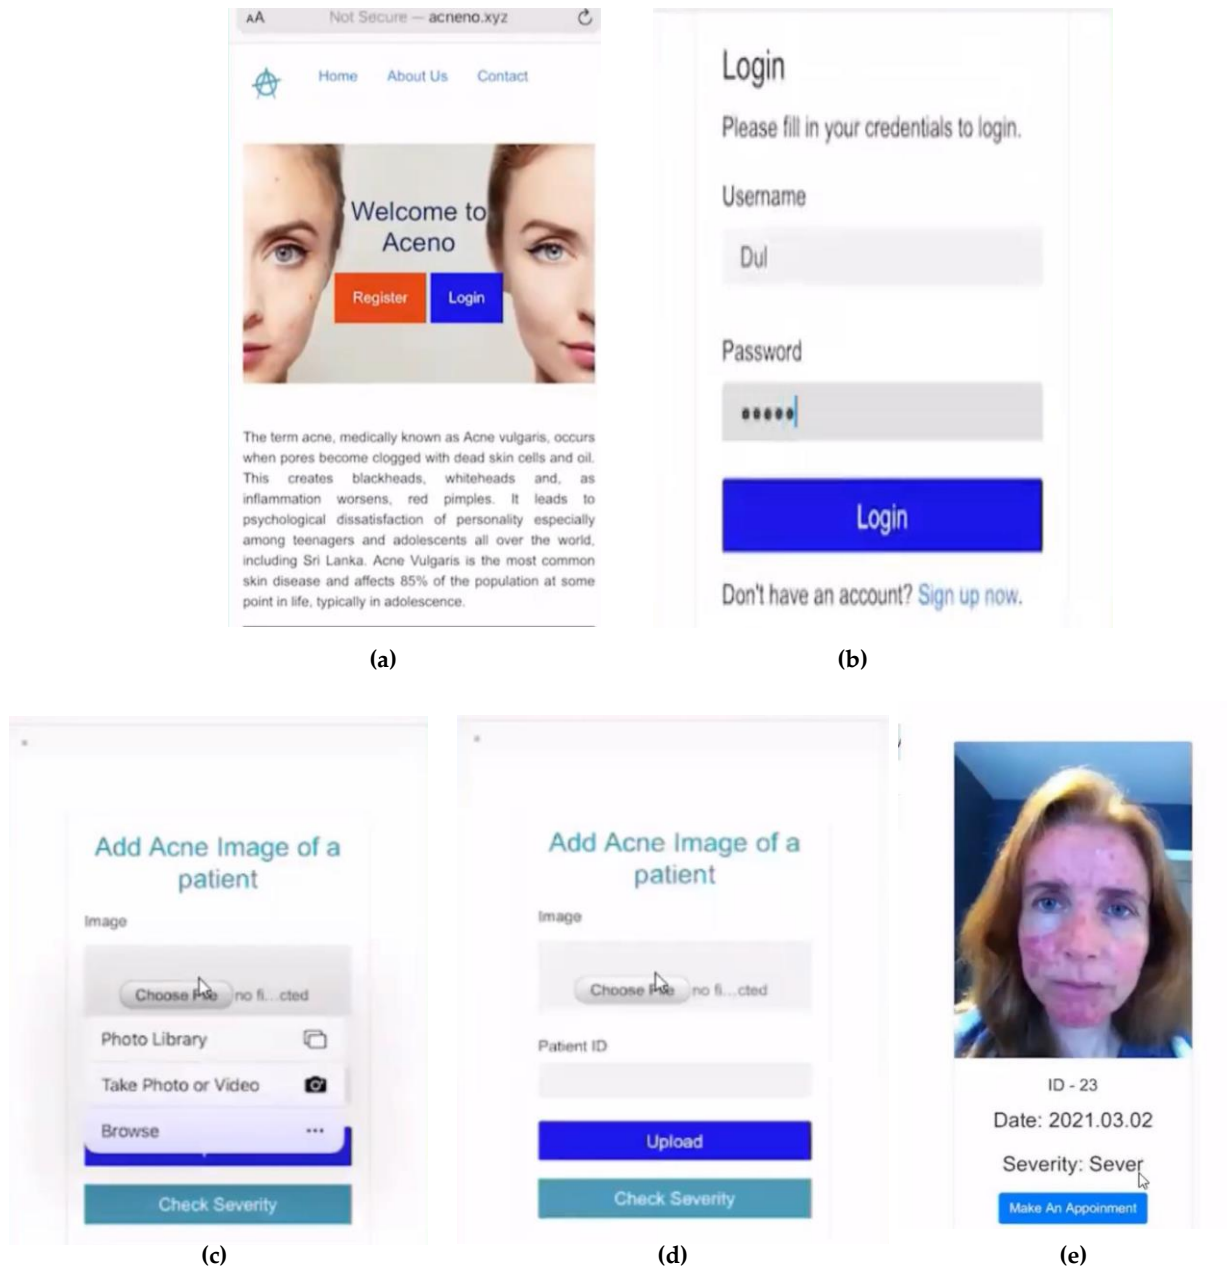 AA Not Secure — acneno.xyz
Home About Us Contact
Welcome to
Aceno
Register Login
The term acne, medically known as Acne vulgaris, occurs
when pores become clogged with dead skin cells and oil.
This creates blackheads, whiteheads and, as
inflammation worsens, red pimples. It leads to
psychological dissatisfaction of personality especially
among teenagers and adolescents all over the world,
including Sri Lanka. Acne Vulgaris is the most common
skin disease and affects 85% of the population at some
point in life, typically in adolescence.
(a)
Login
Please fill in your credentials to login.
Username
Dul
Password
•••••
Login
Don't have an account? Sign up now.
(b)
Add Acne Image of a
patient
Image
Choose File no fi...cted
Photo Library
Take Photo or Video
Browse
Check Severity
(c)
Add Acne Image of a
patient
Image
Choose File no fi...cted
Patient ID
Upload
Check Severity
(d)
ID - 23
Date: 2021.03.02
Severity: Sever
Make An Appoinment
(e)